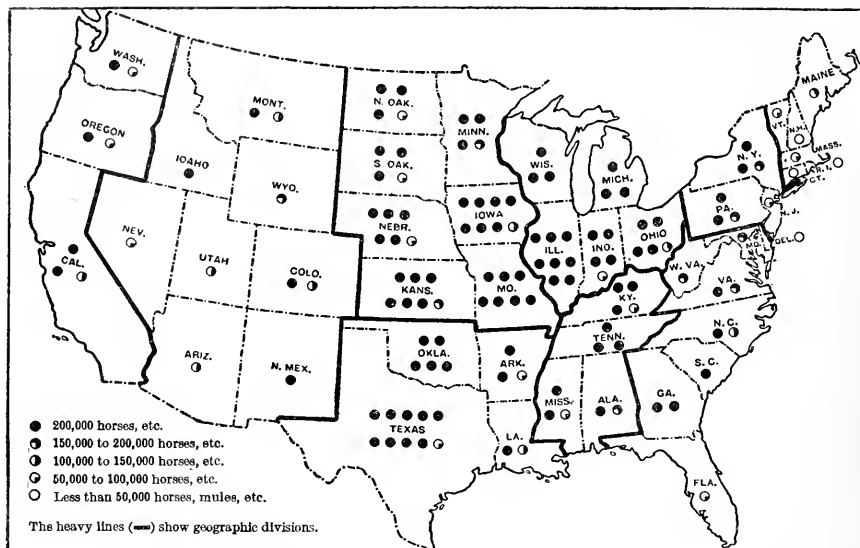 WASH.
OREGON
CAL.
NEV.
IOAHO
MONT.
WYO.
UTAH
COLO.
ARIZ.
N. MEX.
N. OAK.
S. OAK.
NEBR.
KANS.
OKLA.
TEXAS
MINN.
IOWA
MO.
ARK.
LA.
WIS.
ILL.
MICH.
INO.
OHIO
KY.
TENN.
MISS.
ALA.
GA.
FLA.
S. C.
N. C.
VA.
W. VA.
MD.
DEL.
PA.
N. J.
N. Y.
CT.
R. I.
MASS.
VT.
N.H.
MAINE
200,000 horses, etc.
150,000 to 200,000 horses, etc.
100,000 to 150,000 horses, etc.
50,000 to 100,000 horses, etc.
Less than 50,000 horses, mules, etc.
The heavy lines (▬) show geographic divisions.